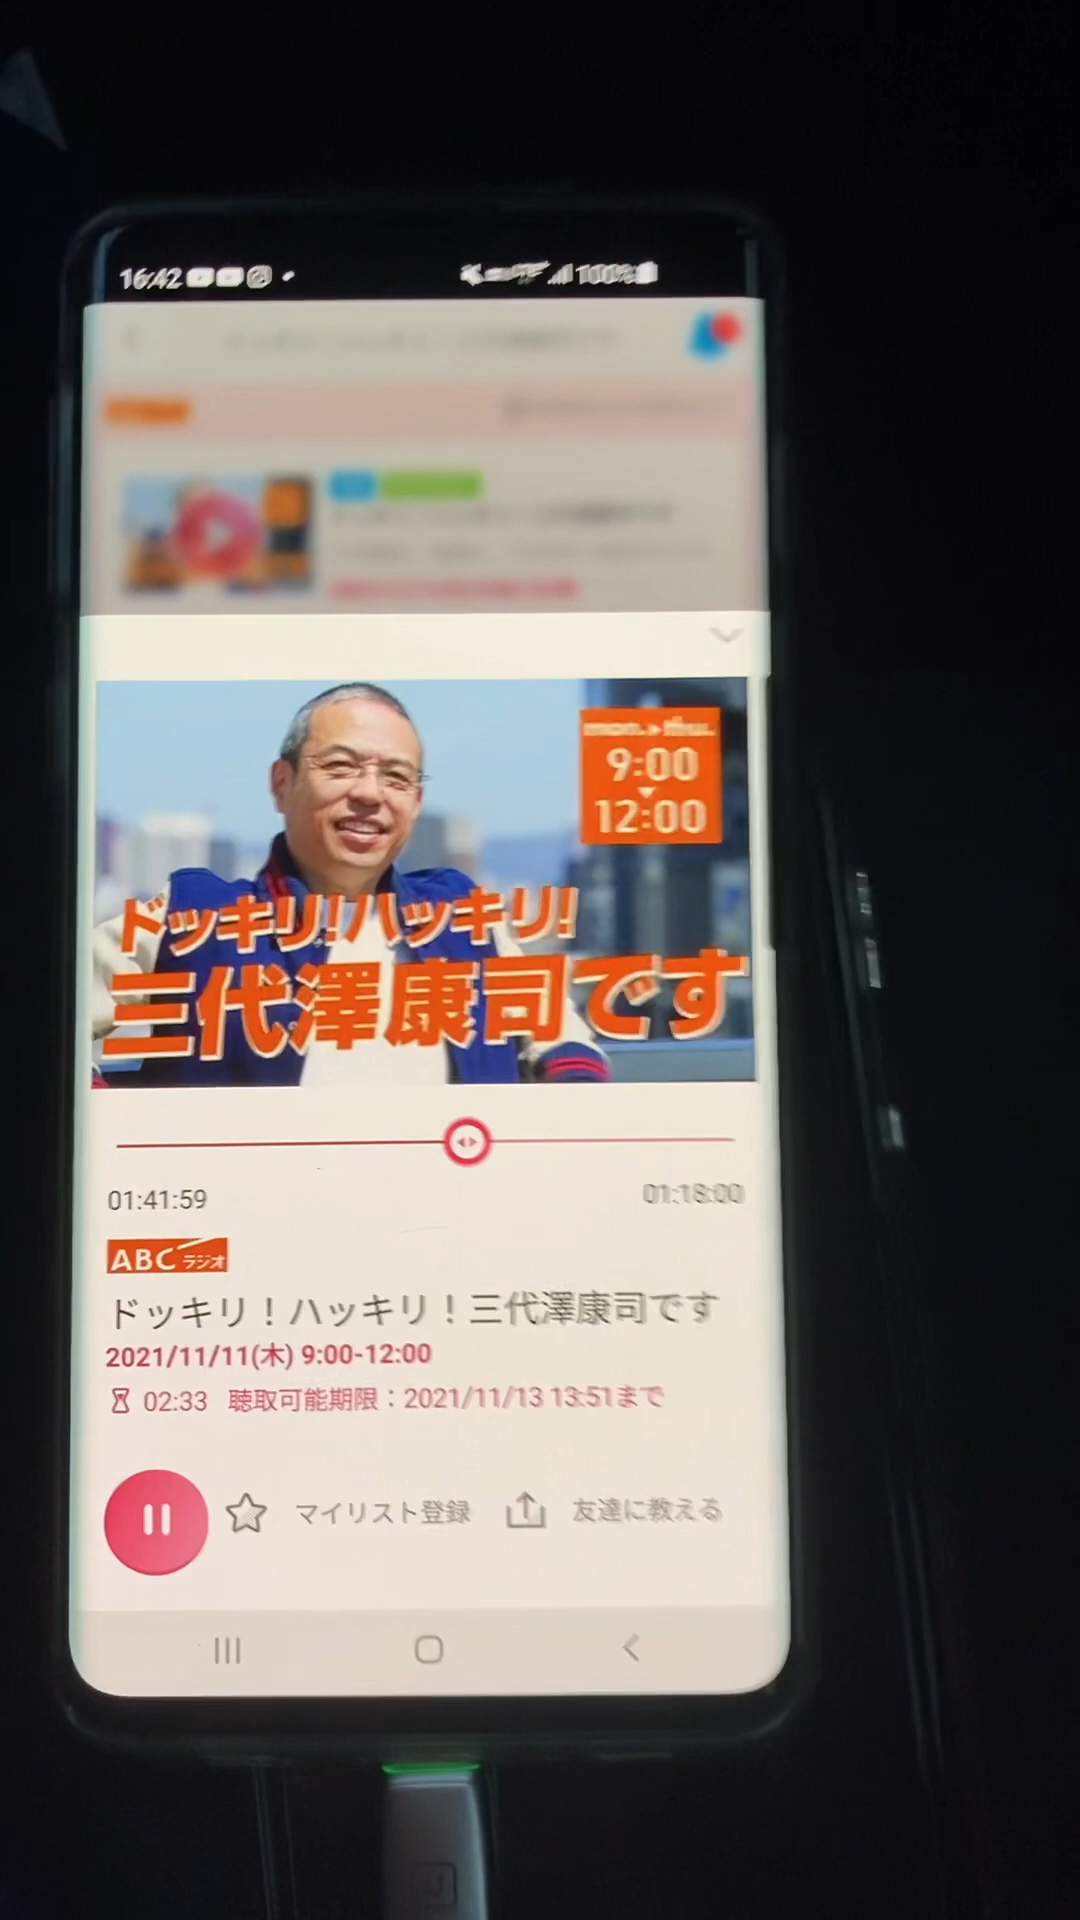 16:42
100%
mon. ▸ thu.
9:00
12:00
ドッキリ!ハッキリ!
三代澤康司です
01:41:59
01:18:00
ABCラジオ
ドッキリ！ハッキリ！三代澤康司です
2021/11/11(木) 9:00-12:00
02:33 聴取可能期限：2021/11/13 13:51まで
マイリスト登録
友達に教える